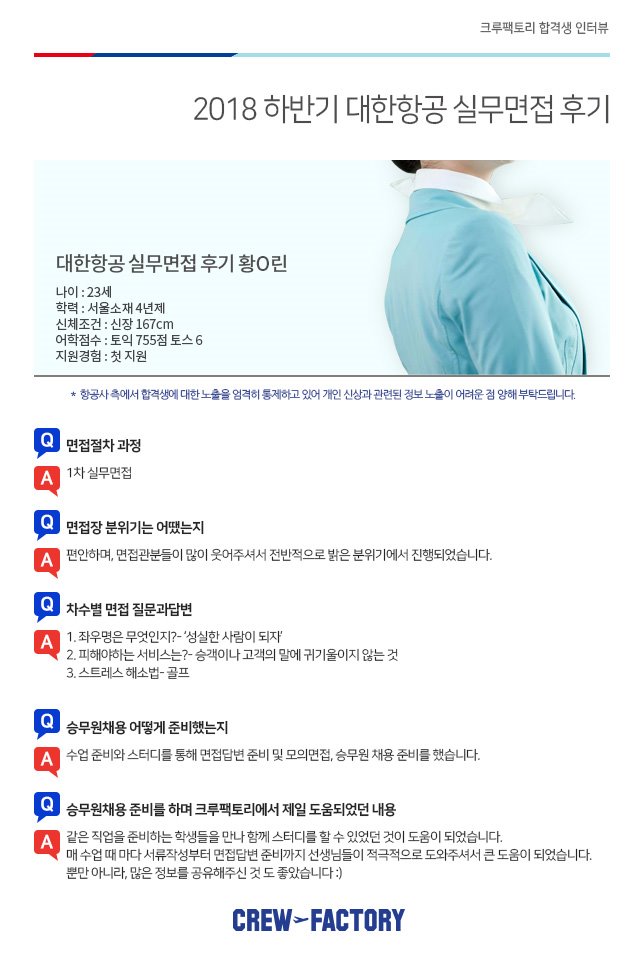 크루팩토리 합격생 인터뷰
2018 하반기 대한항공 실무면접 후기
대한항공 실무면접 후기 황O린
나이 : 23세
학력 : 서울소재 4년제
신체조건 : 신장 167cm
어학점수 : 토익 755점 토스 6
지원경험 : 첫 지원
* 항공사 측에서 합격생에 대한 노출을 엄격히 통제하고 있어 개인 신상과 관련된 정보 노출이 어려운 점 양해 부탁드립니다.
Q 면접절차 과정
A 1차 실무면접
Q 면접장 분위기는 어땠는지
A 편안하며, 면접관분들이 많이 웃어주셔서 전반적으로 밝은 분위기에서 진행되었습니다.
Q 차수별 면접 질문과답변
A 1. 좌우명은 무엇인지?- ‘성실한 사람이 되자’
2. 피해야하는 서비스는?- 승객이나 고객의 말에 귀기울이지 않는 것
3. 스트레스 해소법- 골프
Q 승무원채용 어떻게 준비했는지
A 수업 준비와 스터디를 통해 면접답변 준비 및 모의면접, 승무원 채용 준비를 했습니다.
Q 승무원채용 준비를 하며 크루팩토리에서 제일 도움되었던 내용
A 같은 직업을 준비하는 학생들을 만나 함께 스터디를 할 수 있었던 것이 도움이 되었습니다.
매 수업 때 마다 서류작성부터 면접답변 준비까지 선생님들이 적극적으로 도와주셔서 큰 도움이 되었습니다.
뿐만 아니라, 많은 정보를 공유해주신 것 도 좋았습니다 :)
CREW FACTORY